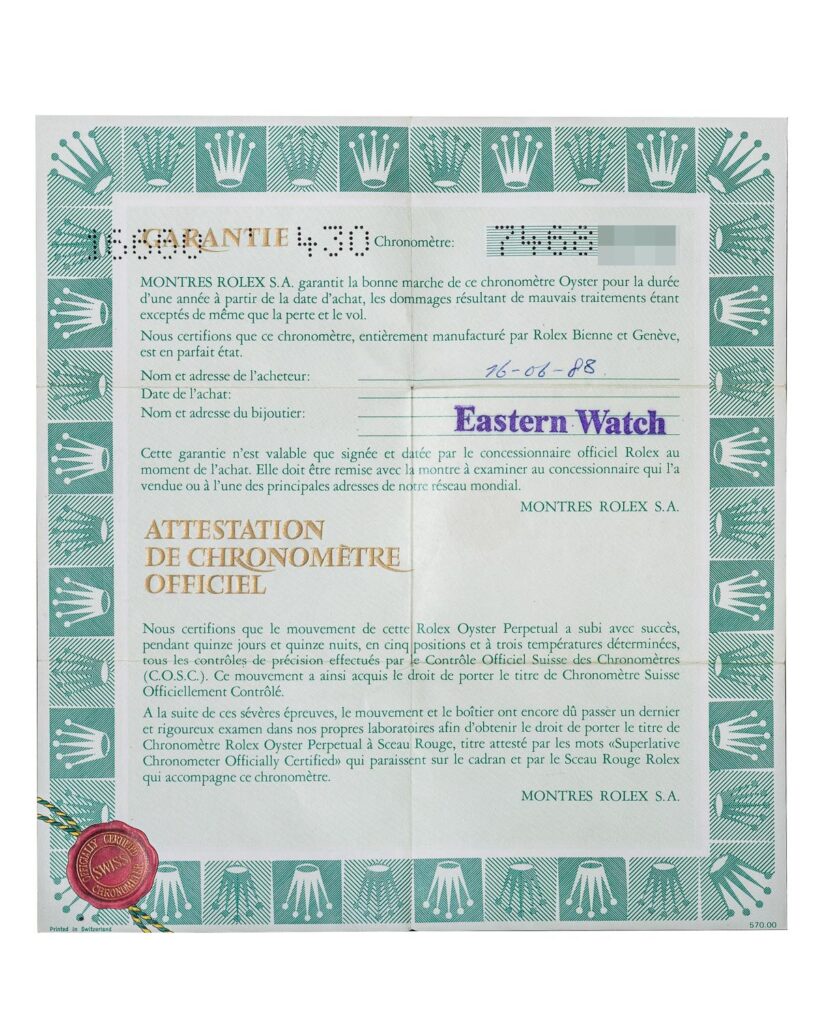 16660 GARANTIE 430 Chronomètre: 7468
MONTRES ROLEX S.A. garantit la bonne marche de ce chronomètre Oyster pour la durée
d'une année à partir de la date d'achat, les dommages résultant de mauvais traitements étant
exceptés de même que la perte et le vol.
Nous certifions que ce chronomètre, entièrement manufacturé par Rolex Bienne et Genève,
est en parfait état.
Nom et adresse de l'acheteur: 16-06-88.
Date de l'achat:
Nom et adresse du bijoutier: Eastern Watch
Cette garantie n'est valable que signée et datée par le concessionaire officiel Rolex au
moment de l'achat. Elle doit être remise avec la montre à examiner au concessionnaire qui l'a
vendue ou à l'une des principales adresses de notre réseau mondial.
MONTRES ROLEX S.A.
ATTESTATION
DE CHRONOMÈTRE
OFFICIEL
Nous certifions que le mouvement de cette Rolex Oyster Perpetual a subi avec succès,
pendant quinze jours et quinze nuits, en cinq positions et à trois températures déterminées,
tous les contrôles de précision effectués par le Contrôle Officiel Suisse des Chronomètres
(C.O.S.C.). Ce mouvement a ainsi acquis le droit de porter le titre de Chronomètre Suisse
Officiellement Contrôlé.
A la suite de ces sévères épreuves, le mouvement et le boîtier ont encore dû passer un dernier
et rigoureux examen dans nos propres laboratoires afin d'obtenir le droit de porter le titre de
Chronomètre Rolex Oyster Perpetual à Sceau Rouge, titre attesté par les mots «Superlative
Chronometer Officially Certified» qui paraissent sur le cadran et par le Sceau Rouge Rolex
qui accompagne ce chronomètre.
MONTRES ROLEX S.A.
OFFICIALLY CERTIFIED
SWISS
CHRONOMETER
Printed in Switzerland
570.00